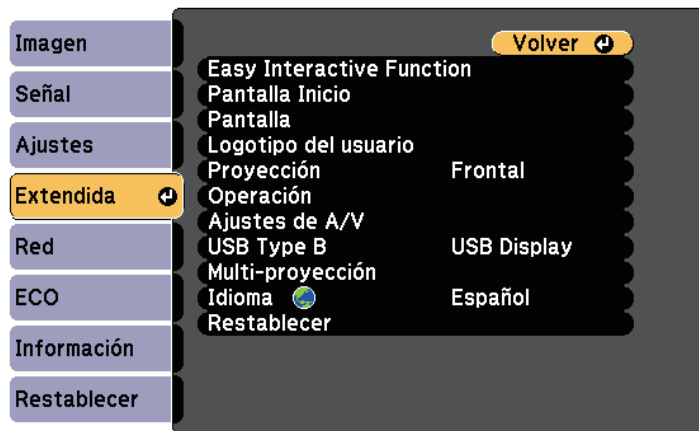 Imagen
Señal
Ajustes
Extendida
Red
ECO
Información
Restablecer
Volver
Easy Interactive Function
Pantalla Inicio
Pantalla
Logotipo del usuario
Proyección Frontal
Operación
Ajustes de A/V
USB Type B USB Display
Multi-proyección
Idioma Español
Restablecer